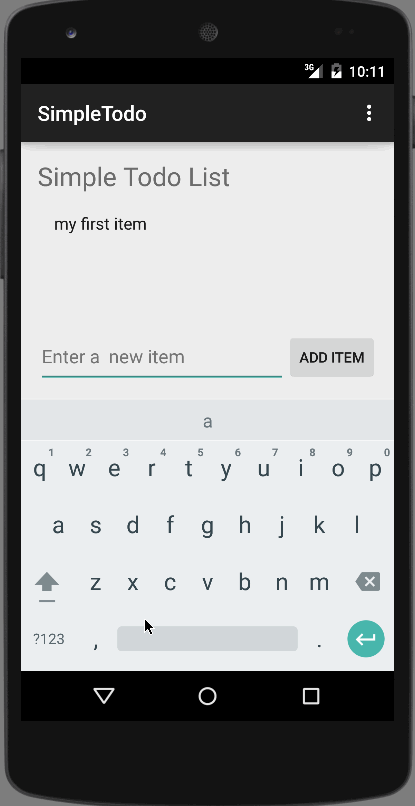 3G 10:11
SimpleTodo
Simple Todo List
my first item
Enter a  new item ADD ITEM
a
1 2 3 4 5 6 7 8 9 0
q w e r t y u i o p
a s d f g h j k l
z x c v b n m
?123 , .